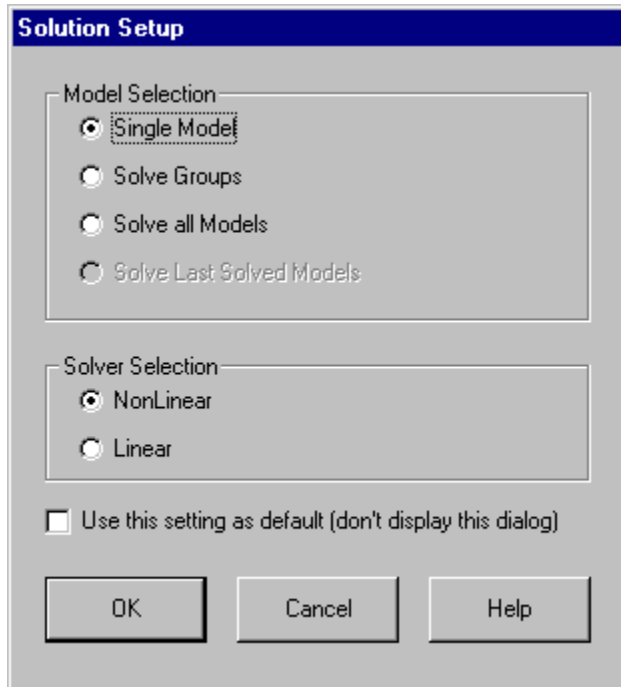 Solution Setup
Model Selection
Single Model
Solve Groups
Solve all Models
Solve Last Solved Models
Solver Selection
NonLinear
Linear
Use this setting as default (don't display this dialog)
OK
Cancel
Help